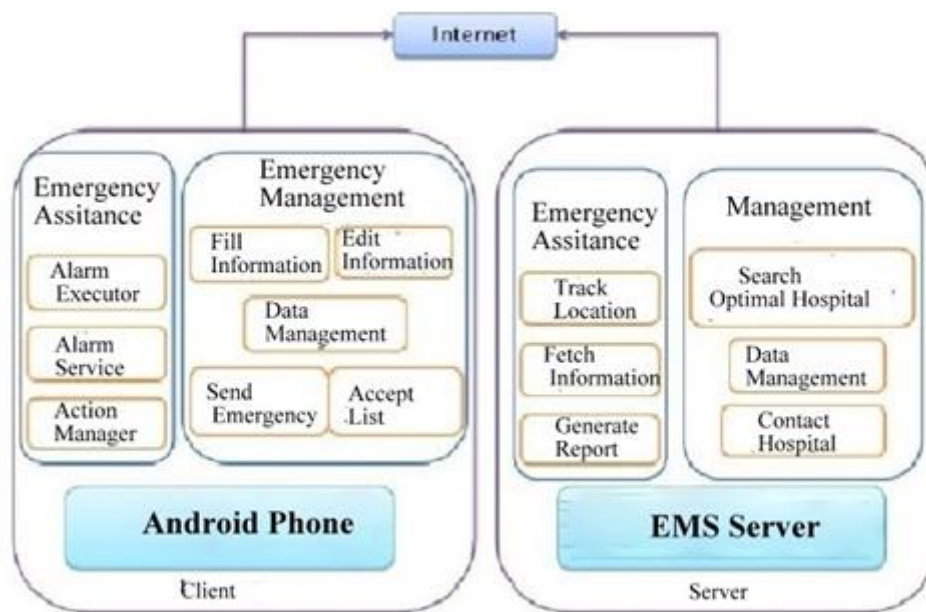 Internet
Emergency
Assitance
Alarm
Executor
Alarm
Service
Action
Manager
Emergency
Management
Fill
Information
Edit
Information
Data
Management
Send
Emergency
Accept
List
Android Phone
Client
Emergency
Assitance
Track
Location
Fetch
Information
Generate
Report
Management
Search
Optimal Hospital
Data
Management
Contact
Hospital
EMS Server
Server